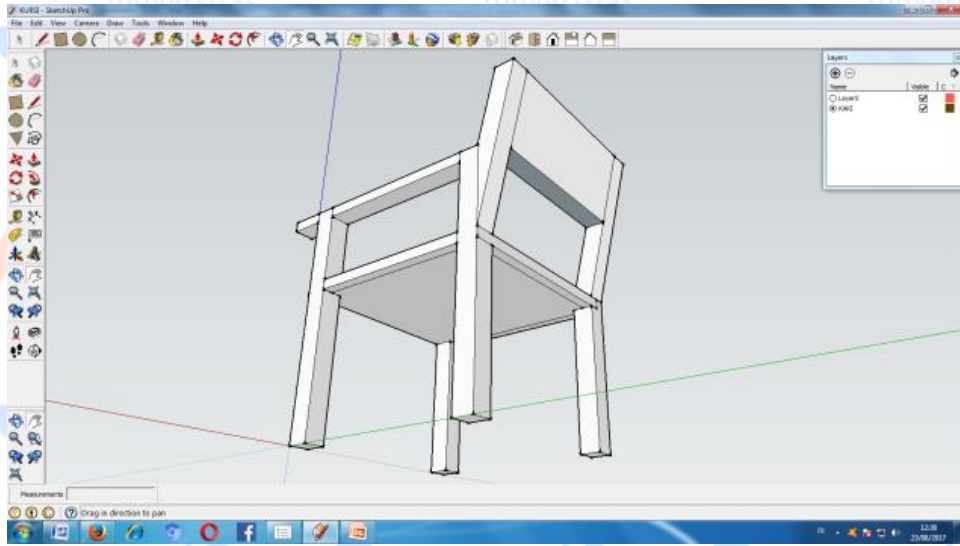 KURSI - SketchUp Pro
File Edit View Camera Draw Tools Window Help
Layers
Name Visible C
Layer0
KAKI
Measurements
Drag in direction to pan
12:38
23/08/2017